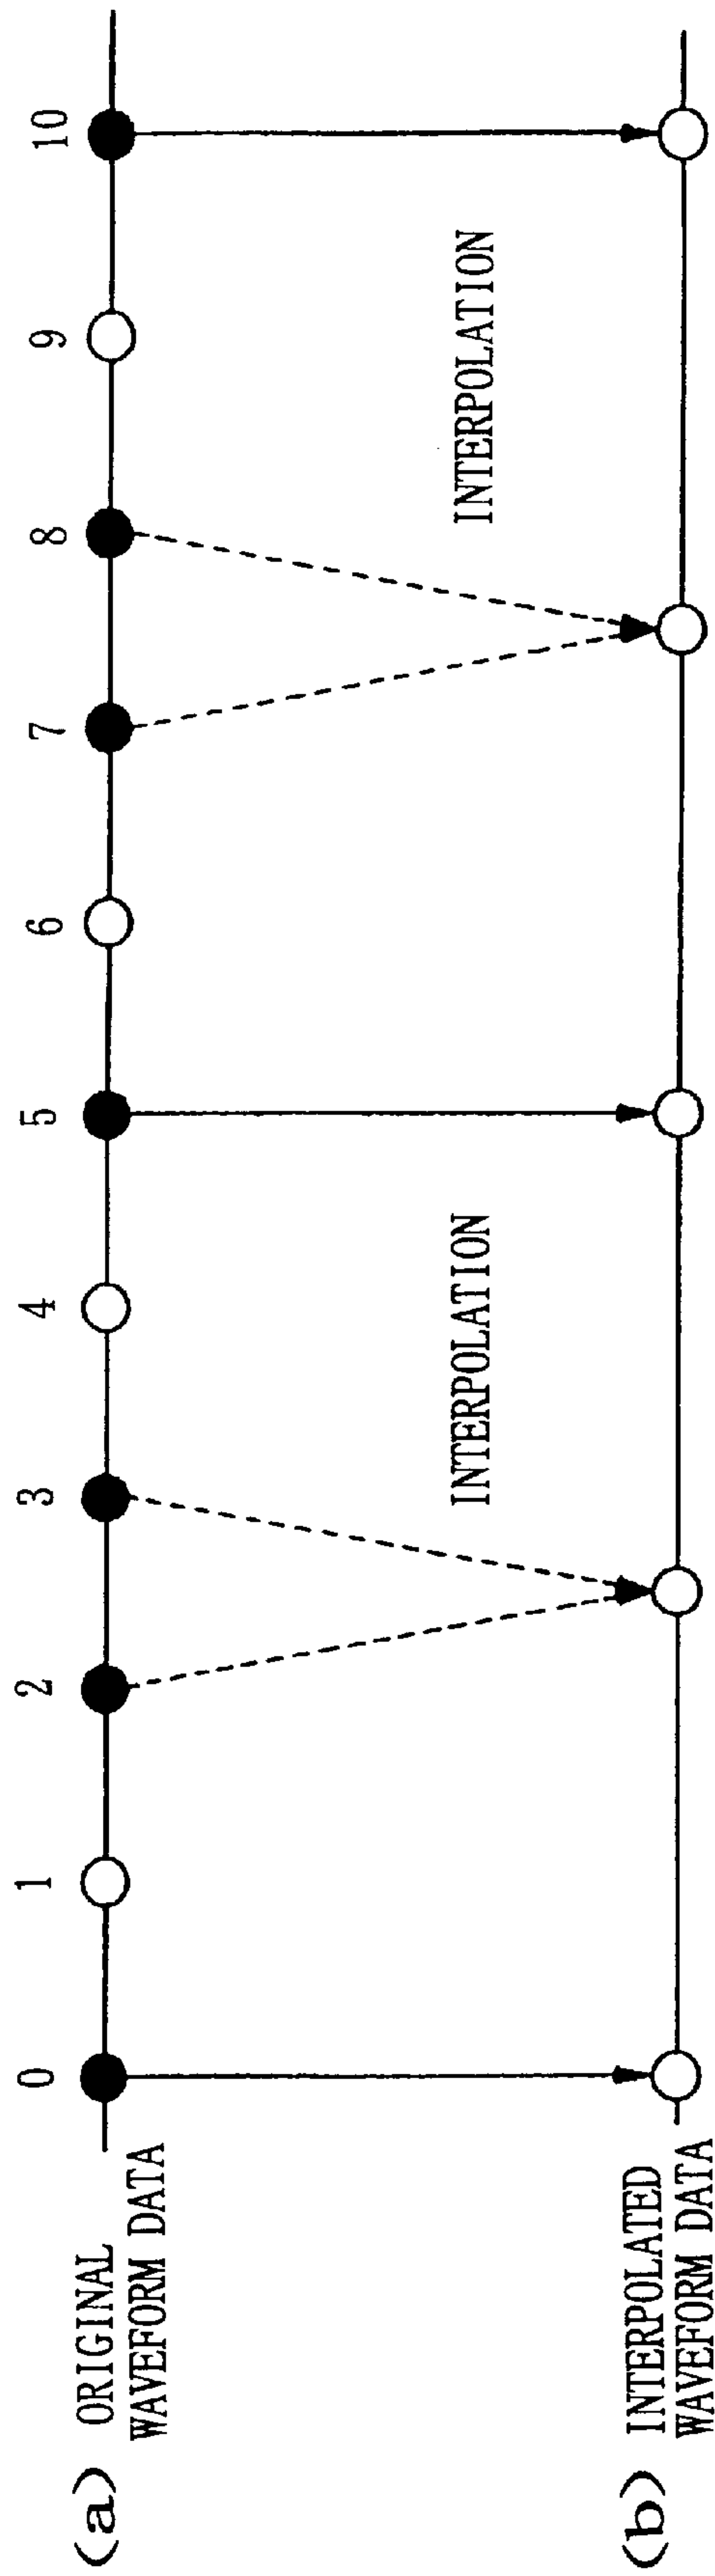 0 1 2 3 4 5 6 7 8 9 10
(a) ORIGINAL
WAVEFORM DATA
INTERPOLATION INTERPOLATION
(b) INTERPOLATED
WAVEFORM DATA